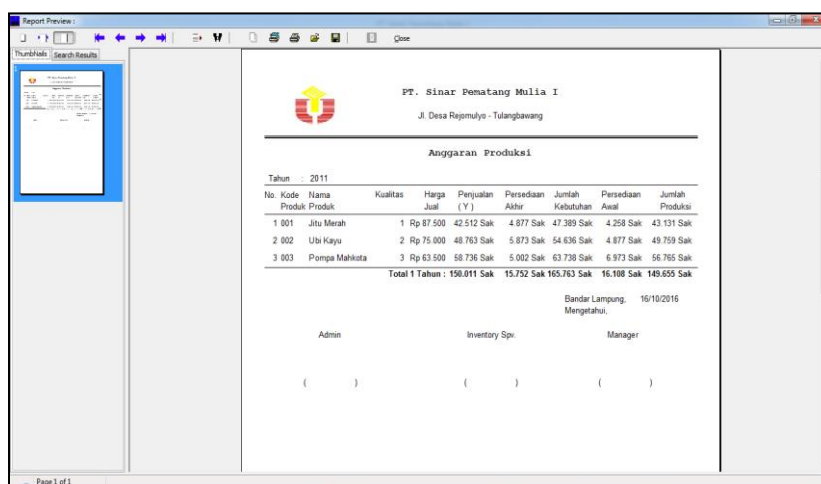 Report Preview :
Close
Thumbnails Search Results
1
PT. Sinar Pematang Mulia I
Jl. Desa Rejomulyo - Tulangbawang
Anggaran Produksi
Tahun : 2011
No. Kode Nama Kualitas Harga Penjualan Persediaan Jumlah Persediaan Jumlah
Produk Produk Jual ( Y ) Akhir Kebutuhan Awal Produksi
1 001 Jitu Merah 1 Rp 87.500 42.512 Sak 4.877 Sak 47.389 Sak 4.258 Sak 43.131 Sak
2 002 Ubi Kayu 2 Rp 75.000 48.763 Sak 5.873 Sak 54.636 Sak 4.877 Sak 49.759 Sak
3 003 Pompa Mahkota 3 Rp 63.500 58.736 Sak 5.002 Sak 63.738 Sak 6.973 Sak 56.765 Sak
Total 1 Tahun : 150.011 Sak 15.752 Sak 165.763 Sak 16.108 Sak 149.655 Sak
Bandar Lampung, 16/10/2016
Mengetahui,
Admin Inventory Spv. Manager
( ) ( ) ( )
Page 1 of 1